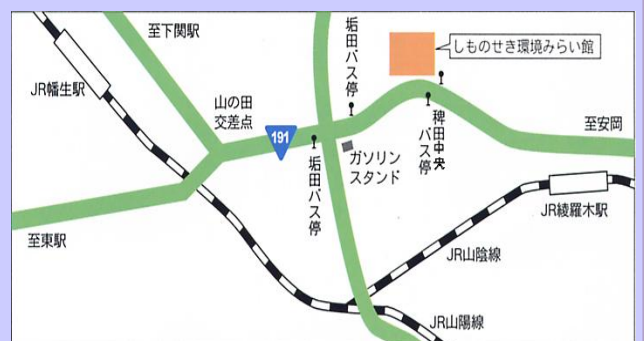 至下関駅
垢田バス停
しものせき環境みらい館
JR幡生駅
山の田
交差点
191
稗田中央
バス停
至安岡
ガソリン
スタンド
垢田バス停
JR綾羅木駅
至東駅
JR山陰線
JR山陽線